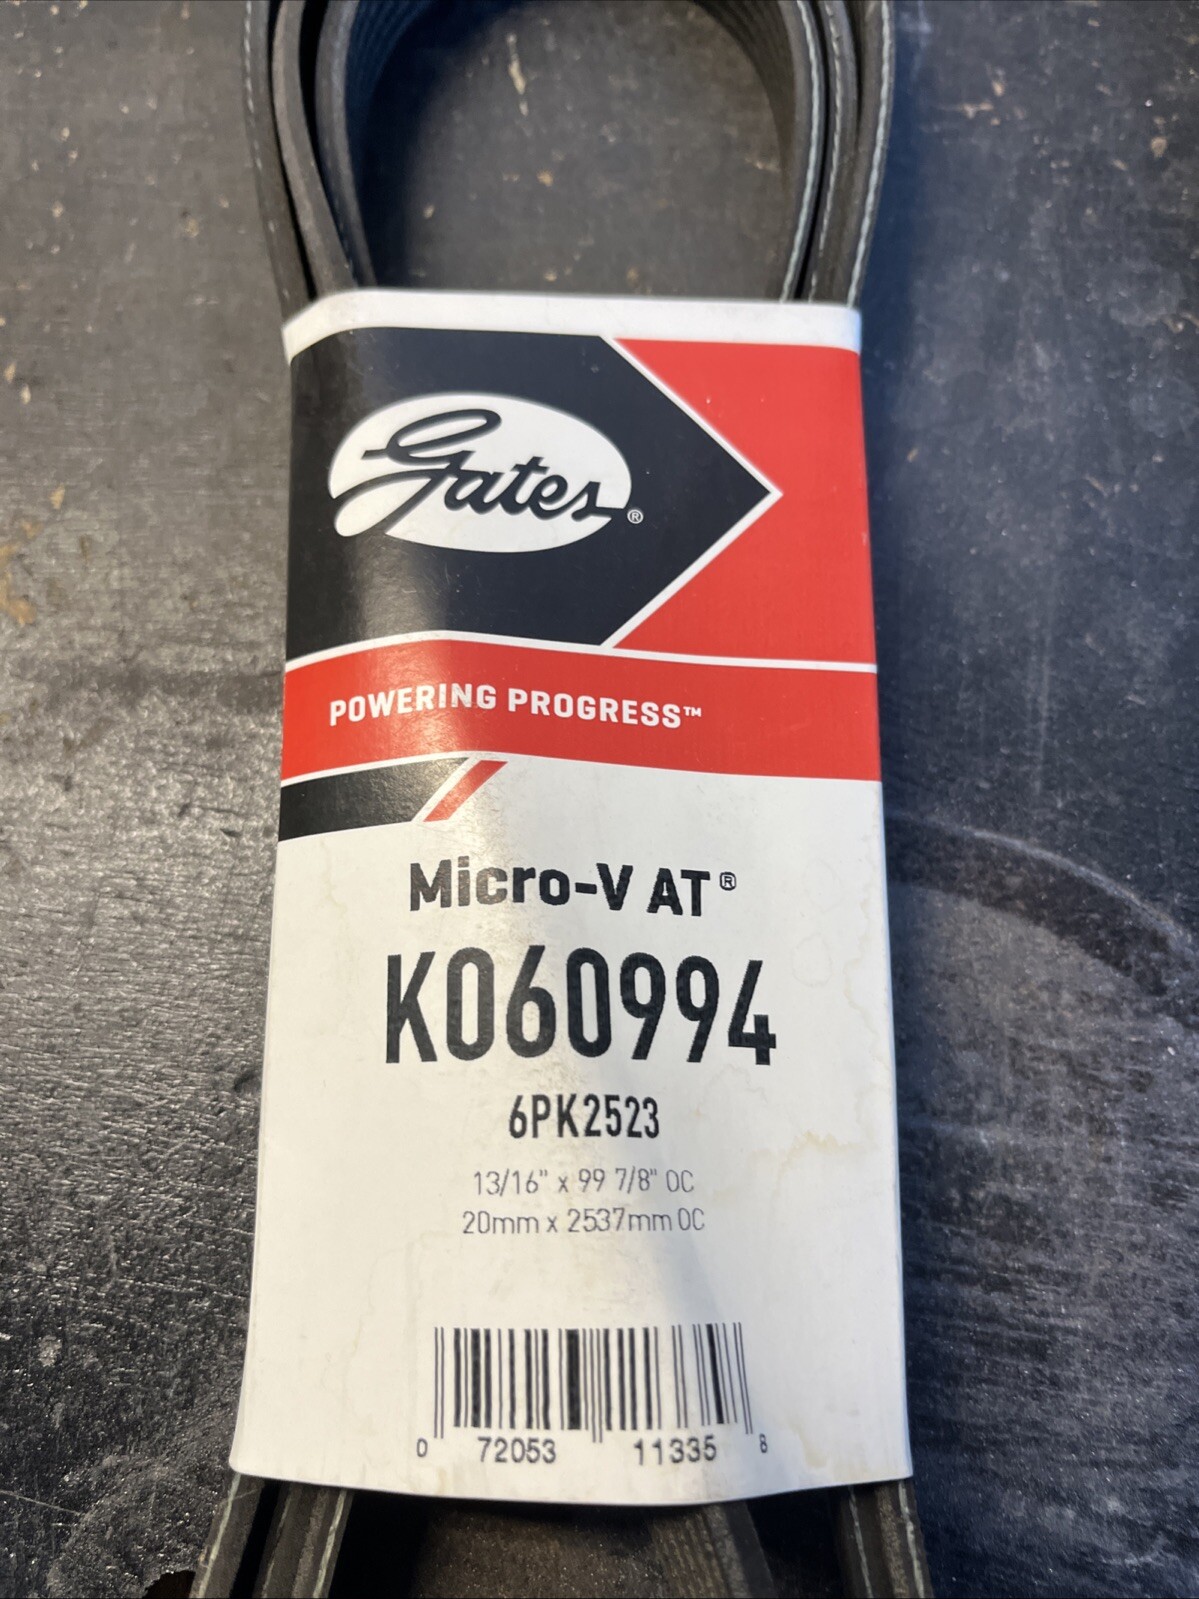 Gates®
POWERING PROGRESS™
Micro-V AT®
K060994
6PK2523
13/16" x 99 7/8" OC
20mm x 2537mm OC
0 72053 11335 8